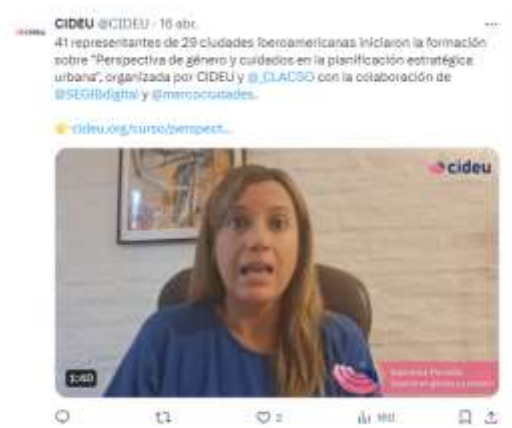 CIDEU @CIDEU · 16 abr.
41 representantes de 29 ciudades iberoamericanas iniciaron la formación
sobre "Perspectiva de género y cuidados en la planificación estratégica
urbana", organizada por CIDEU y @_CLACSO con la colaboración de
@SEGIBdigital y @mercociudades.
cideu.org/curso/perspect...
cideu
1:40
2